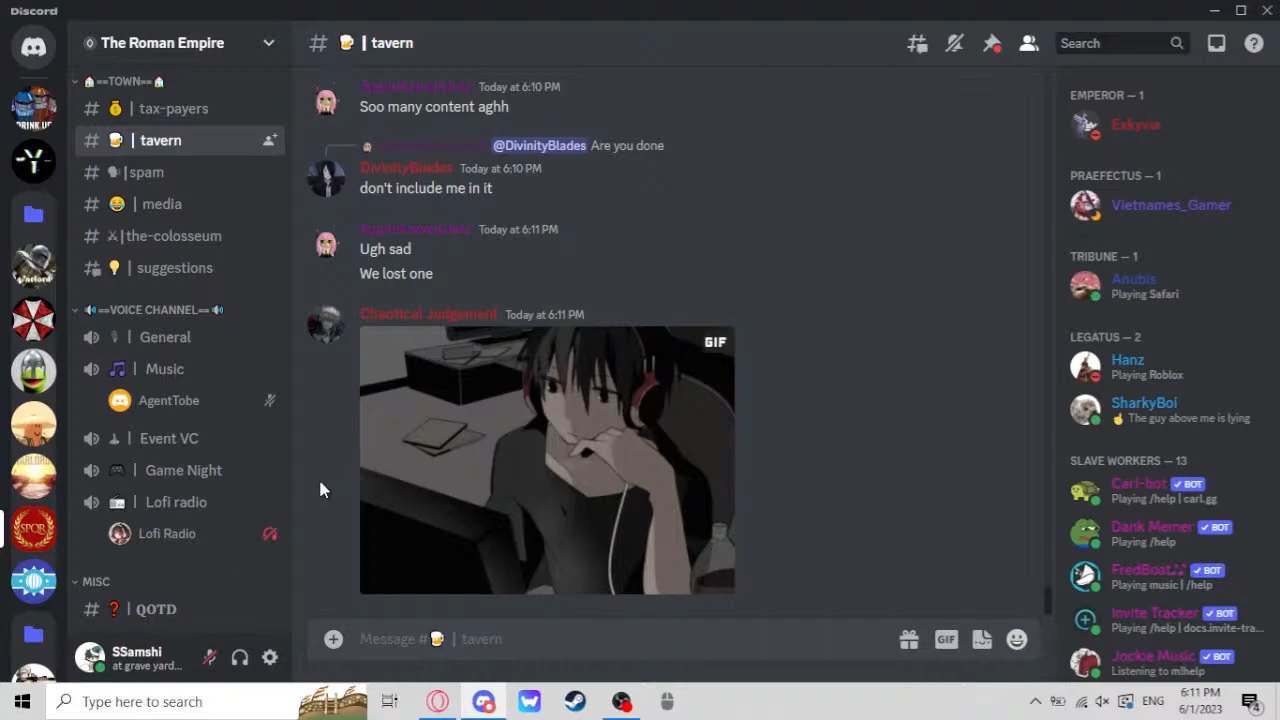 Discord
The Roman Empire
==TOWN==
tax-payers
tavern
spam
media
the-colosseum
suggestions
==VOICE CHANNEL==
General
Music
AgentTobe
Event VC
Game Night
Lofi radio
Lofi Radio
MISC
QOTD
SSamshi
at grave yard...
DRINK UP
Warlord
SPQR
# 🍺 | tavern
Search
Today at 6:10 PM
Soo many content aghh
@DivinityBlades Are you done
DivinityBlades Today at 6:10 PM
don't include me in it
Today at 6:11 PM
Ugh sad
We lost one
Chaotical Judgement Today at 6:11 PM
GIF
Message # 🍺 | tavern
GIF
EMPEROR — 1
Exkyvia
PRAEFECTUS — 1
Vietnames_Gamer
TRIBUNE — 1
Anubis
Playing Safari
LEGATUS — 2
Hanz
Playing Roblox
SharkyBoi
The guy above me is lying
SLAVE WORKERS — 13
Carl-bot ✓ BOT
Playing /help | carl.gg
Dank Memer ✓ BOT
Playing /help
FredBoat♪♪ ✓ BOT
Playing music | /help
Invite Tracker ✓ BOT
Playing /help | docs.invite-tra...
Jockie Music ✓ BOT
Listening to m!help
Type here to search
ENG
6:11 PM
6/1/2023
4